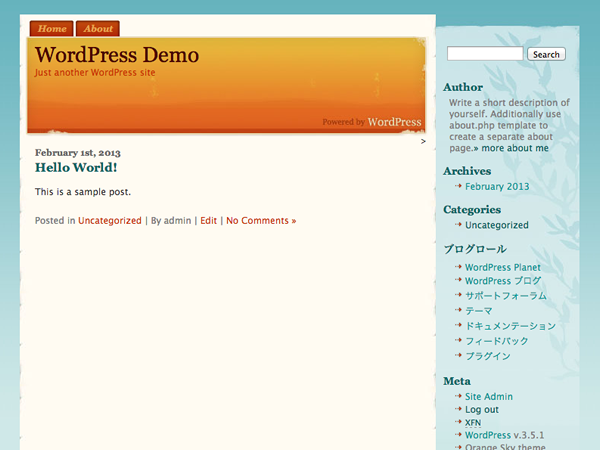 Home About
WordPress Demo
Just another WordPress site
Powered by WordPress
>
February 1st, 2013
Hello World!
This is a sample post.
Posted in Uncategorized | By admin | Edit | No Comments »
Search
Author
Write a short description of
yourself. Additionally use
about.php template to
create a separate about
page.» more about me
Archives
February 2013
Categories
Uncategorized
ブログロール
WordPress Planet
WordPress ブログ
サポートフォーラム
テーマ
ドキュメンテーション
フィードバック
プラグイン
Meta
Site Admin
Log out
XFN
WordPress v.3.5.1
Orange Sky theme